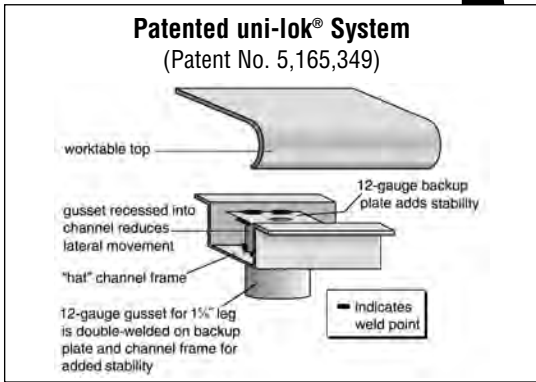 Patented uni-lok® System
(Patent No. 5,165,349)
worktable top
12-gauge backup
plate adds stability
gusset recessed into
channel reduces
lateral movement
"hat" channel frame
12-gauge gusset for 1⅝" leg
is double-welded on backup
plate and channel frame for
added stability
Indicates
weld point